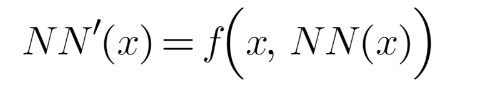 NN′(x) = f(x, NN(x))